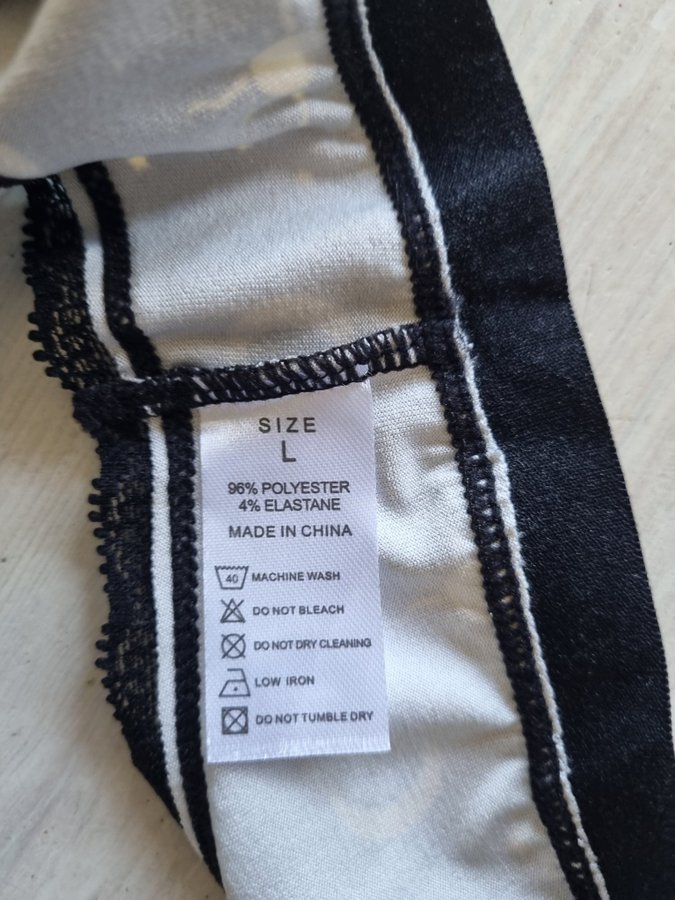 SIZE
L
96% POLYESTER
4% ELASTANE
MADE IN CHINA
40 MACHINE WASH
DO NOT BLEACH
DO NOT DRY CLEANING
LOW IRON
DO NOT TUMBLE DRY